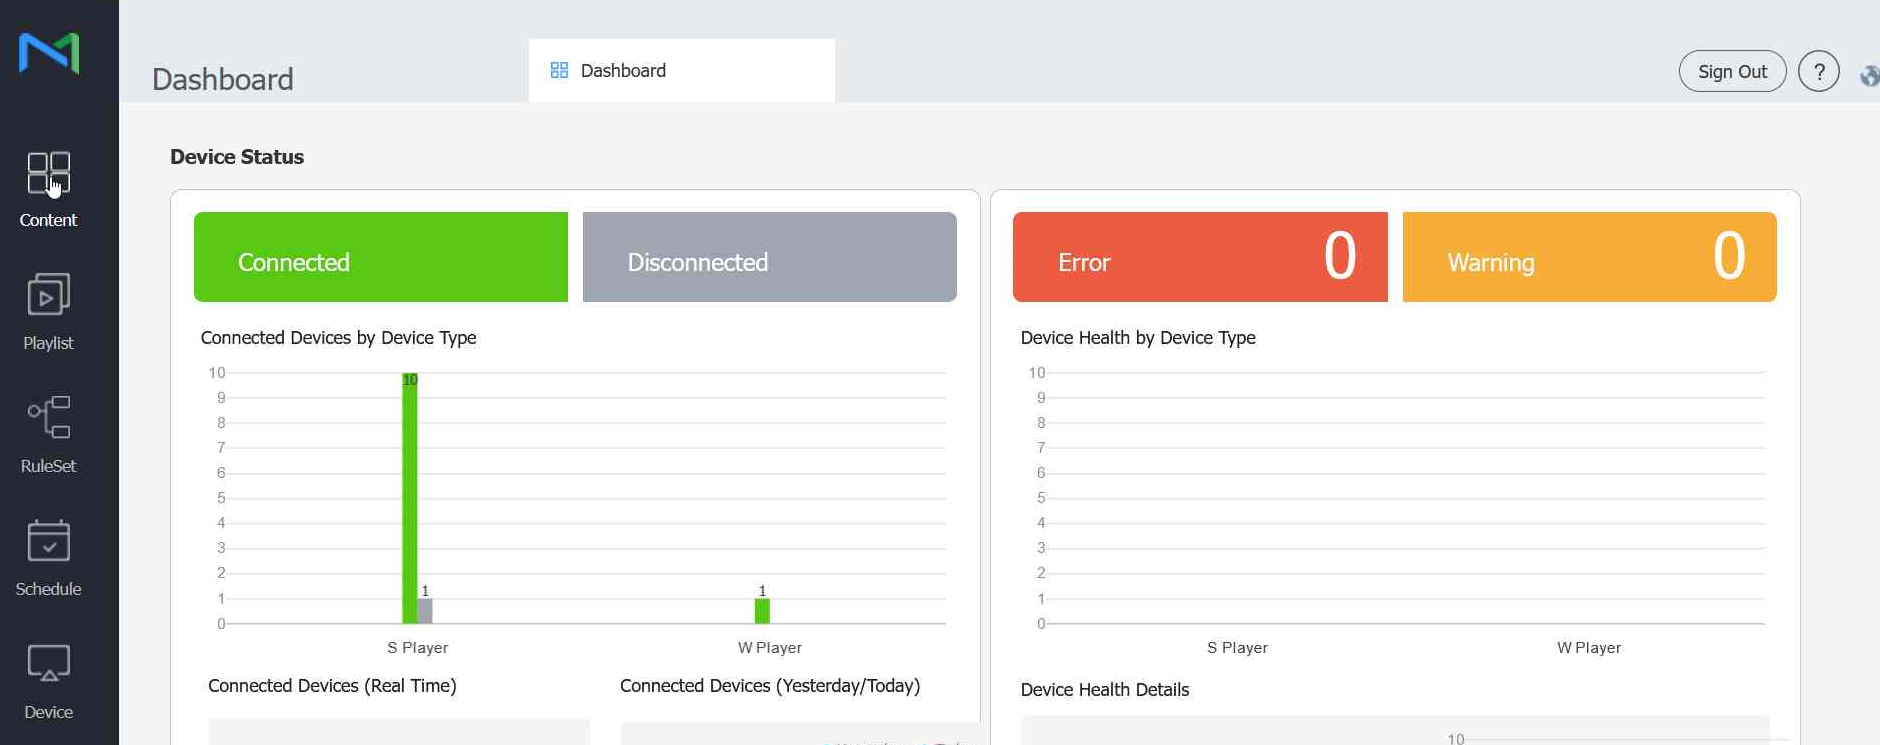 Dashboard
Dashboard
Sign Out
?
Content
Playlist
RuleSet
Schedule
Device
Device Status
Connected
Disconnected
Error 0
Warning 0
Connected Devices by Device Type
10
9
8
7
6
5
4
3
2
1
0
10
1
1
S Player
W Player
Connected Devices (Real Time)
Connected Devices (Yesterday/Today)
Device Health by Device Type
10
9
8
7
6
5
4
3
2
1
0
S Player
W Player
Device Health Details
10